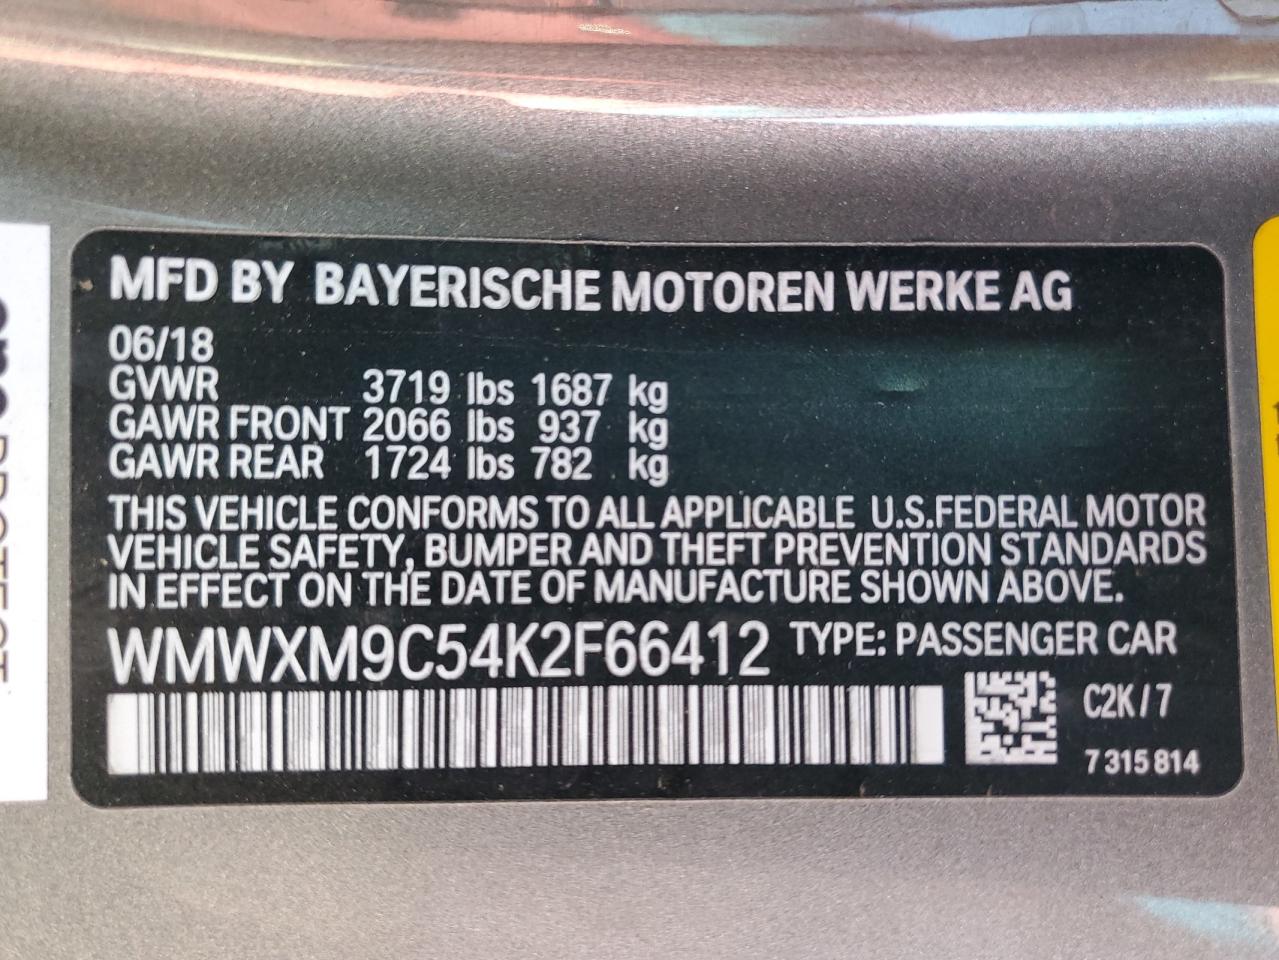 MFD BY BAYERISCHE MOTOREN WERKE AG
06/18
GVWR 3719 lbs 1687 kg
GAWR FRONT 2066 lbs 937 kg
GAWR REAR 1724 lbs 782 kg
THIS VEHICLE CONFORMS TO ALL APPLICABLE U.S.FEDERAL MOTOR
VEHICLE SAFETY, BUMPER AND THEFT PREVENTION STANDARDS
IN EFFECT ON THE DATE OF MANUFACTURE SHOWN ABOVE.
WMWXM9C54K2F66412 TYPE: PASSENGER CAR
C2K/7
7 315 814